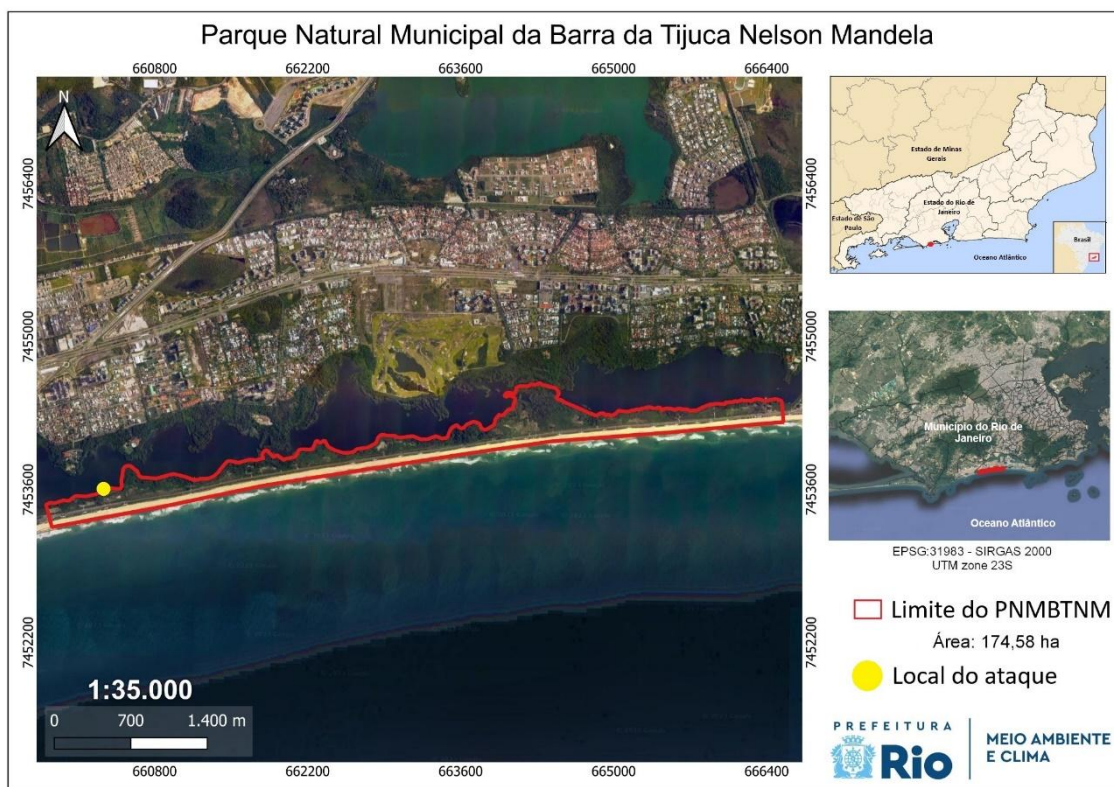 Parque Natural Municipal da Barra da Tijuca Nelson Mandela
660800 662200 663600 665000 666400
N
7456400
7455000
7453600
7452200
7456400
7455000
7453600
7452200
1:35.000
0 700 1.400 m
660800 662200 663600 665000 666400
Estado de Minas
Gerais
Estado do Rio de
Janeiro
Estado de São
Paulo
Brasil
Oceano Atlântico
Município do Rio de
Janeiro
Oceano Atlântico
EPSG:31983 - SIRGAS 2000
UTM zone 23S
Limite do PNMBTNM
Área: 174,58 ha
Local do ataque
PREFEITURA
Rio
MEIO AMBIENTE
E CLIMA